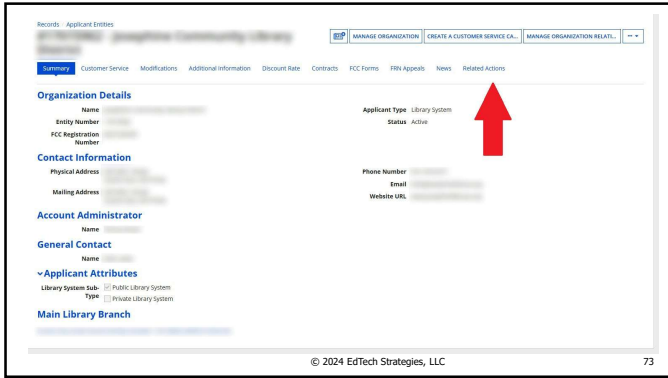 Records / Applicant Entities
MANAGE ORGANIZATION
CREATE A CUSTOMER SERVICE CA...
MANAGE ORGANIZATION RELATI...
Summary Customer Service Modifications Additional Information Discount Rate Contracts FCC Forms FRN Appeals News Related Actions
Organization Details
Name
Applicant Type Library System
Entity Number
Status Active
FCC Registration
Number
Contact Information
Physical Address
Phone Number
Email
Mailing Address
Website URL
Account Administrator
Name
General Contact
Name
Applicant Attributes
Library System Sub-
Type
Public Library System
Private Library System
Main Library Branch
© 2024 EdTech Strategies, LLC 73